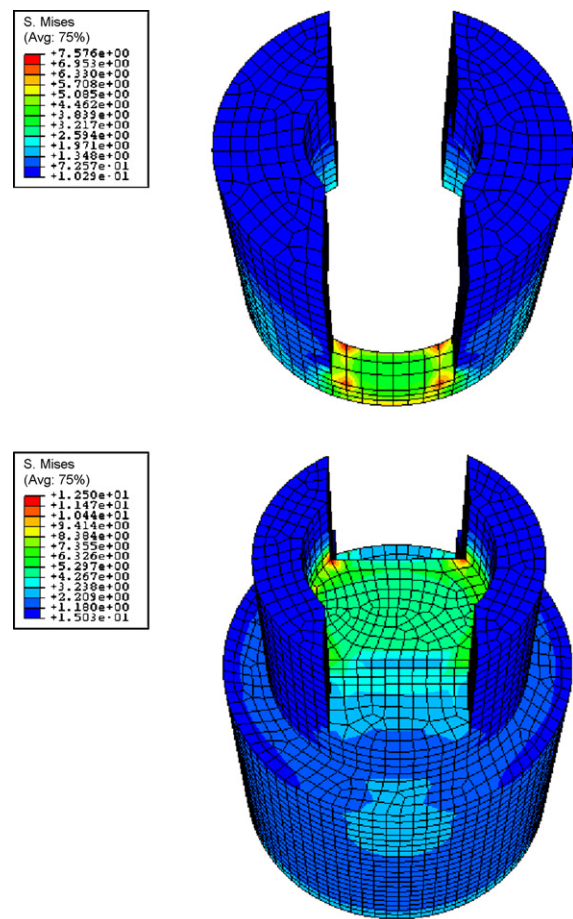 S. Mises
(Avg: 75%)
+7.576e+00
+6.953e+00
+6.330e+00
+5.708e+00
+5.085e+00
+4.462e+00
+3.839e+00
+3.217e+00
+2.594e+00
+1.971e+00
+1.348e+00
+7.257e-01
+1.029e-01
S. Mises
(Avg: 75%)
+1.250e+01
+1.147e+01
+1.044e+01
+9.414e+00
+8.384e+00
+7.355e+00
+6.326e+00
+5.297e+00
+4.267e+00
+3.238e+00
+2.209e+00
+1.180e+00
+1.503e-01